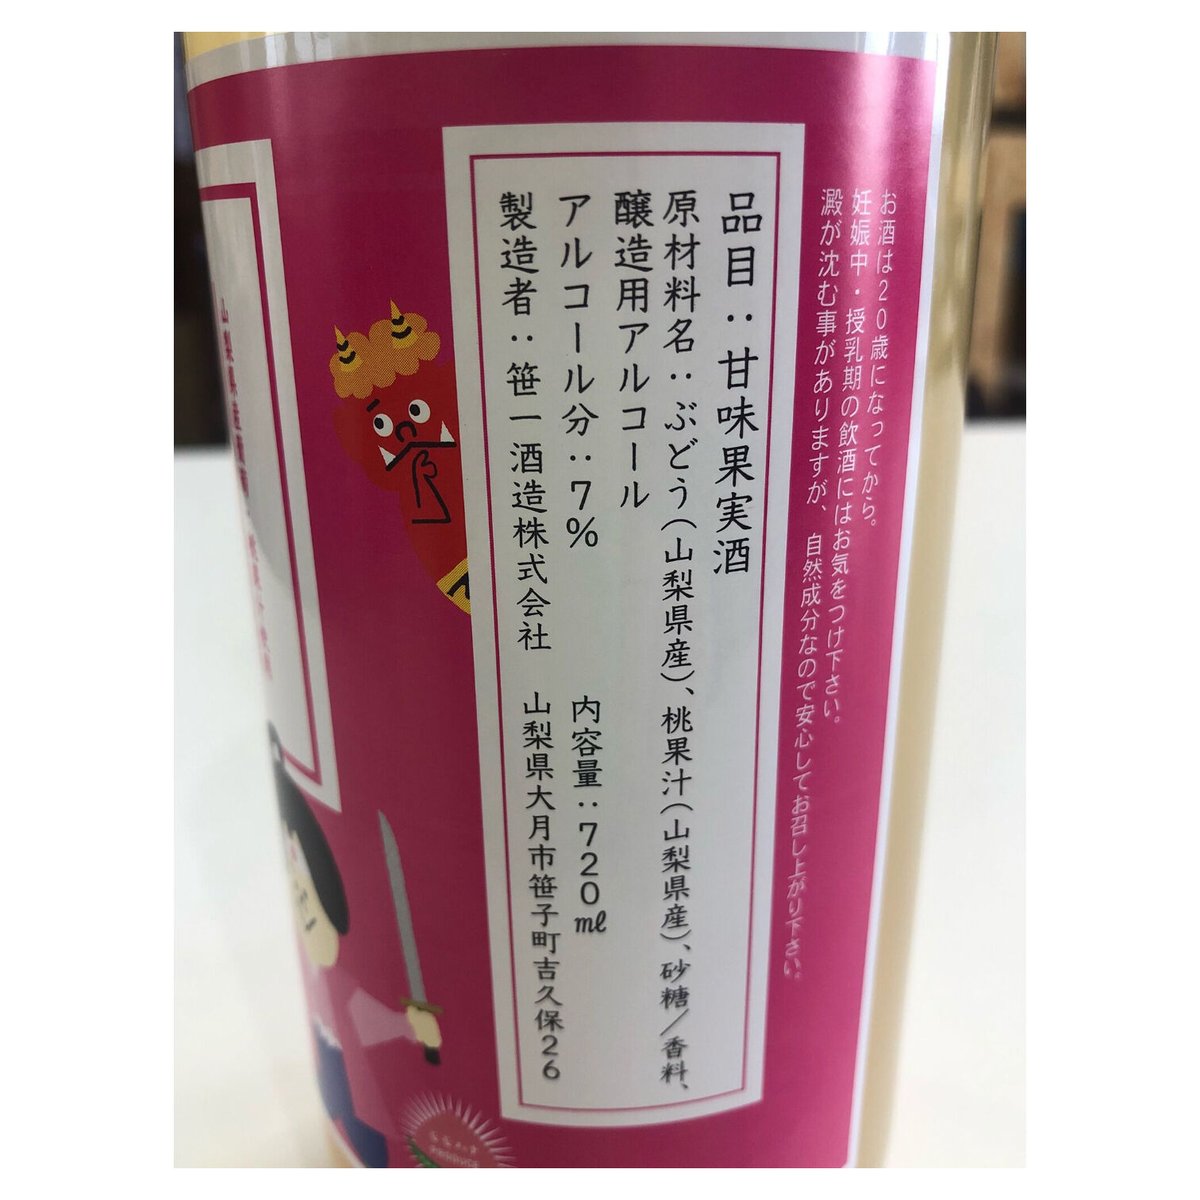 お酒は20歳になってから。
妊娠中・授乳期の飲酒にはお気をつけ下さい。
澱が沈む事がありますが、自然成分なので安心してお召し上がり下さい。
品目：甘味果実酒
原材料名：ぶどう(山梨県産)、桃果汁(山梨県産)、砂糖／香料、
醸造用アルコール
アルコール分：7% 内容量：720㎖
製造者：笹一酒造株式会社 山梨県大月市笹子町吉久保26
山梨県産
PRODUCE